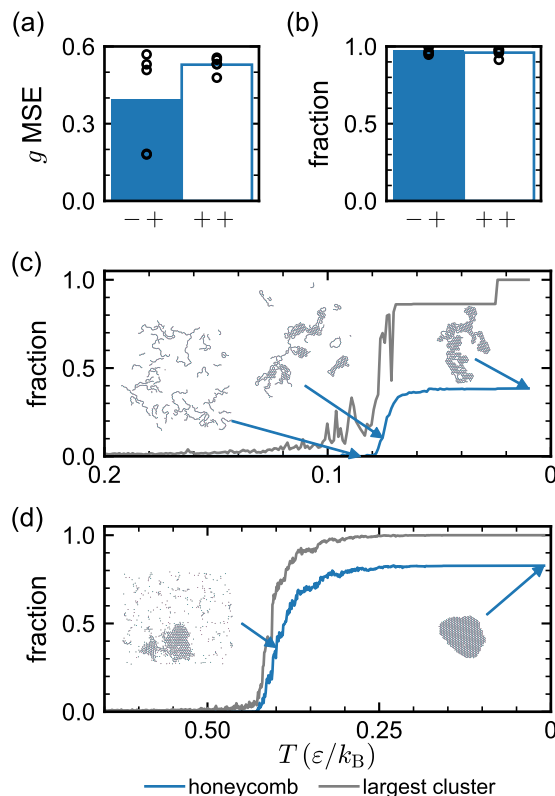 (a)
(b)
0.6
0.3
0.0
g MSE
− +
+ +
1.0
0.5
0.0
fraction
− +
+ +
(c)
1.0
0.5
0.0
fraction
0.2
0.1
0
(d)
1.0
0.5
0.0
fraction
0.50
0.25
0
T (ε/kB)
honeycomb
largest cluster